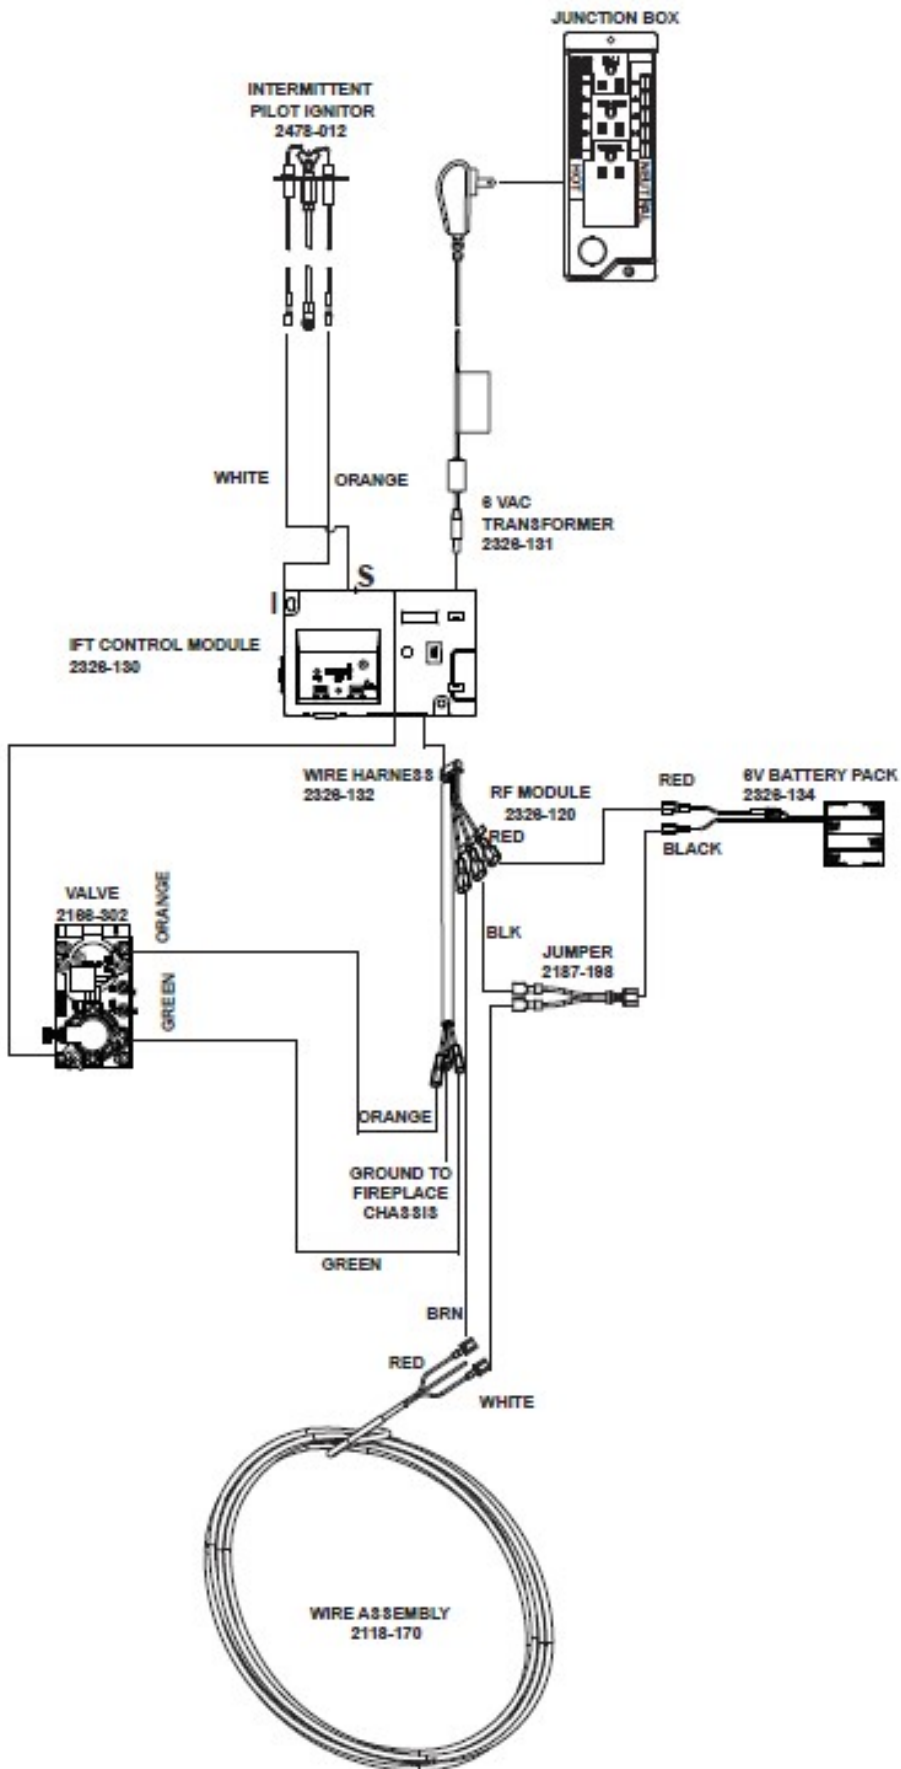 JUNCTION BOX
INTERMITTENT
PILOT IGNITOR
2478-012
HOT
WHITE
ORANGE
6 VAC
TRANSFORMER
2326-131
S
I
IFT CONTROL MODULE
2326-130
WIRE HARNESS
2326-132
RF MODULE
2326-120
RED
RED
6V BATTERY PACK
2326-134
BLACK
VALVE
2166-302
ORANGE
GREEN
BLK
JUMPER
2187-198
ORANGE
GROUND TO
FIREPLACE
CHASSIS
GREEN
BRN
RED
WHITE
WIRE ASSEMBLY
2118-170